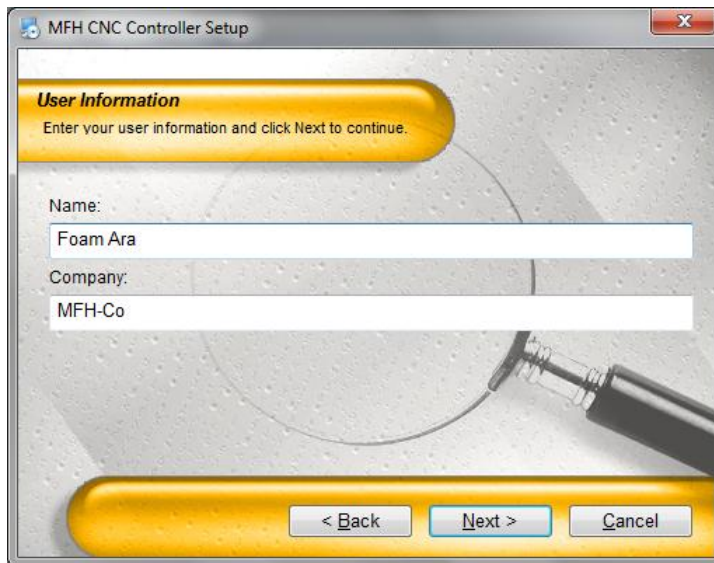 MFH CNC Controller Setup
User Information
Enter your user information and click Next to continue.
Name:
Foam Ara
Company:
MFH-Co
< Back
Next >
Cancel